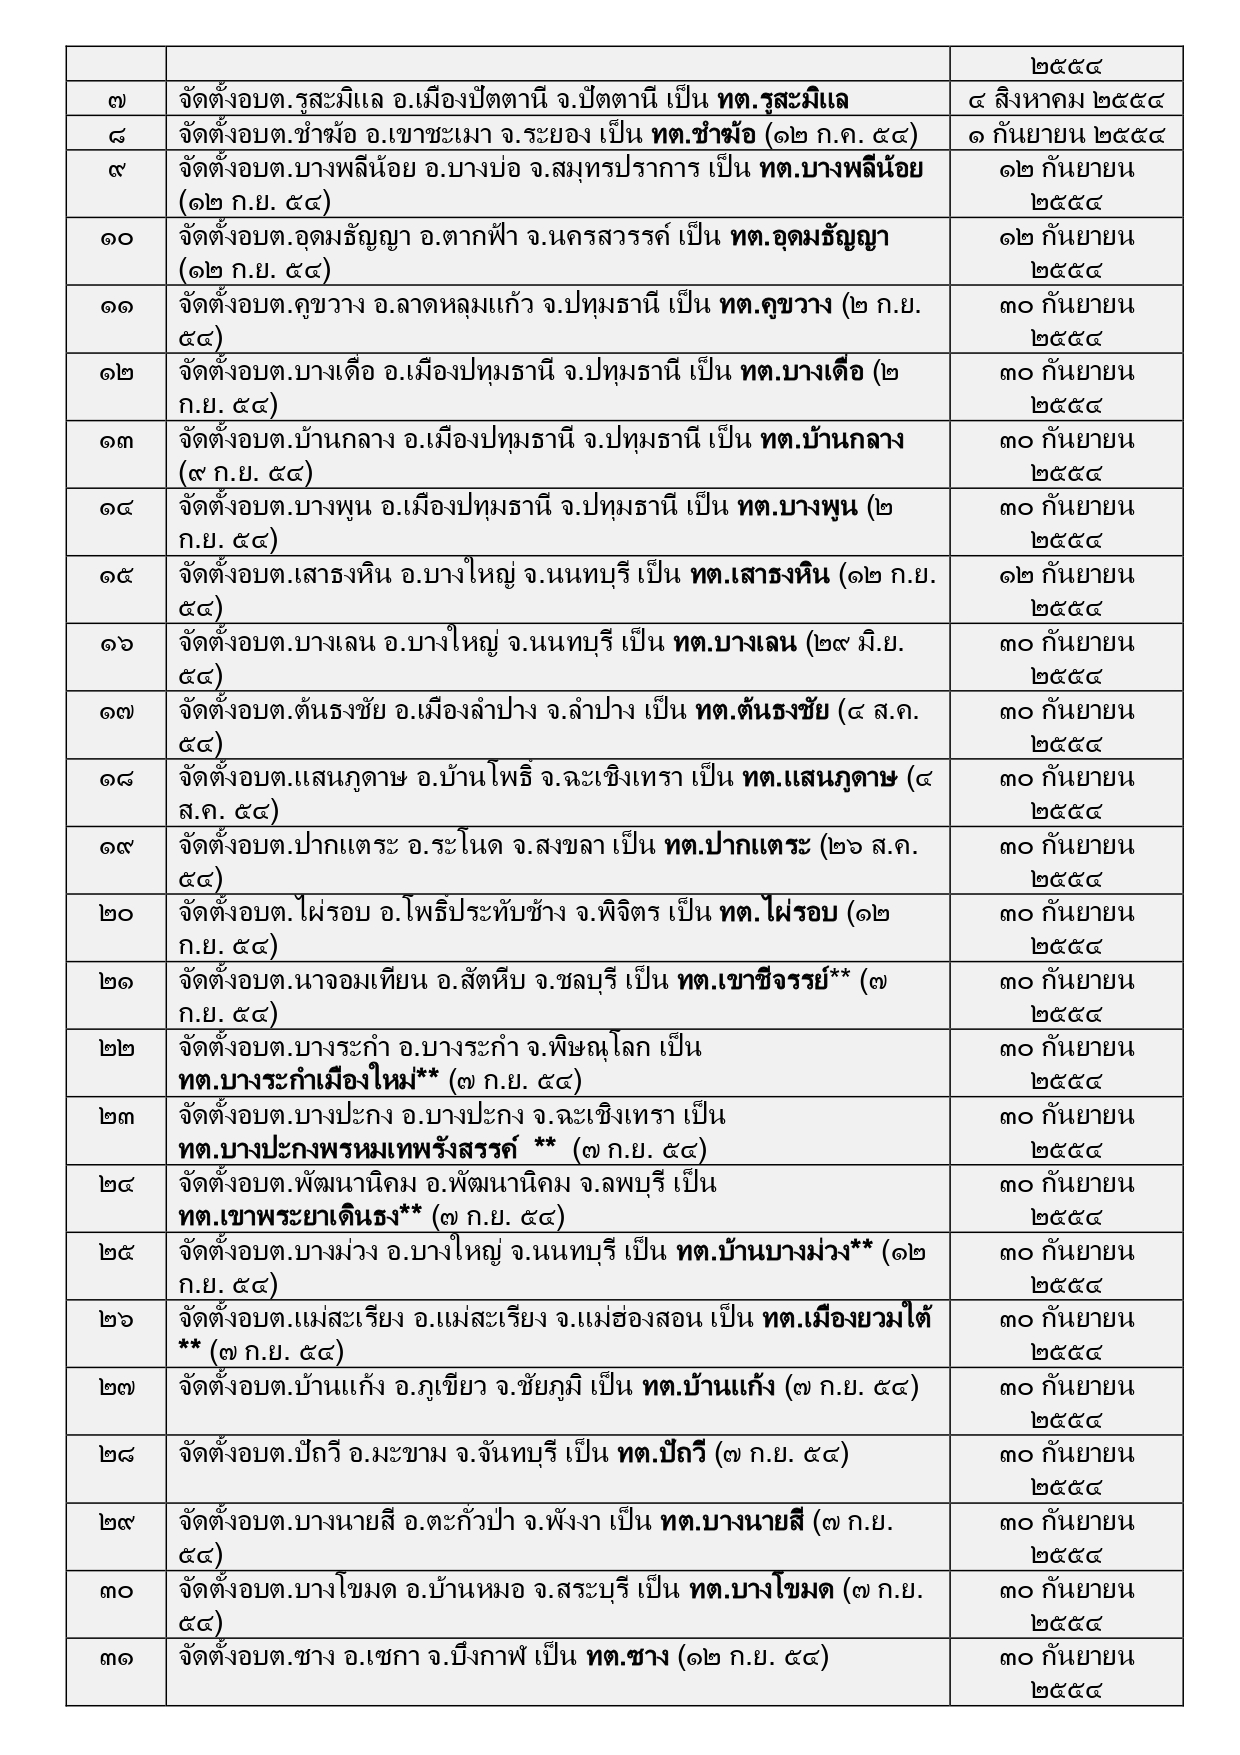 ๒๕๕๔
๗ จัดตั้งอบต.รูสะมิแล อ.เมืองปัตตานี จ.ปัตตานี เป็น ทต.รูสะมิแล ๔ สิงหาคม ๒๕๕๔
๘ จัดตั้งอบต.ชำฆ้อ อ.เขาชะเมา จ.ระยอง เป็น ทต.ชำฆ้อ (๑๒ ก.ค. ๕๔) ๑ กันยายน ๒๕๕๔
๙ จัดตั้งอบต.บางพลีน้อย อ.บางบ่อ จ.สมุทรปราการ เป็น ทต.บางพลีน้อย ๑๒ กันยายน
(๑๒ ก.ย. ๕๔) ๒๕๕๔
๑๐ จัดตั้งอบต.อุดมธัญญา อ.ตากฟ้า จ.นครสวรรค์ เป็น ทต.อุดมธัญญา ๑๒ กันยายน
(๑๒ ก.ย. ๕๔) ๒๕๕๔
๑๑ จัดตั้งอบต.คูขวาง อ.ลาดหลุมแก้ว จ.ปทุมธานี เป็น ทต.คูขวาง (๒ ก.ย. ๓๐ กันยายน
๕๔) ๒๕๕๔
๑๒ จัดตั้งอบต.บางเดื่อ อ.เมืองปทุมธานี จ.ปทุมธานี เป็น ทต.บางเดื่อ (๒ ๓๐ กันยายน
ก.ย. ๕๔) ๒๕๕๔
๑๓ จัดตั้งอบต.บ้านกลาง อ.เมืองปทุมธานี จ.ปทุมธานี เป็น ทต.บ้านกลาง ๓๐ กันยายน
(๙ ก.ย. ๕๔) ๒๕๕๔
๑๔ จัดตั้งอบต.บางพูน อ.เมืองปทุมธานี จ.ปทุมธานี เป็น ทต.บางพูน (๒ ๓๐ กันยายน
ก.ย. ๕๔) ๒๕๕๔
๑๕ จัดตั้งอบต.เสาธงหิน อ.บางใหญ่ จ.นนทบุรี เป็น ทต.เสาธงหิน (๑๒ ก.ย. ๑๒ กันยายน
๕๔) ๒๕๕๔
๑๖ จัดตั้งอบต.บางเลน อ.บางใหญ่ จ.นนทบุรี เป็น ทต.บางเลน (๒๙ มิ.ย. ๓๐ กันยายน
๕๔) ๒๕๕๔
๑๗ จัดตั้งอบต.ต้นธงชัย อ.เมืองลำปาง จ.ลำปาง เป็น ทต.ต้นธงชัย (๔ ส.ค. ๓๐ กันยายน
๕๔) ๒๕๕๔
๑๘ จัดตั้งอบต.แสนภูดาษ อ.บ้านโพธิ์ จ.ฉะเชิงเทรา เป็น ทต.แสนภูดาษ (๔ ๓๐ กันยายน
ส.ค. ๕๔) ๒๕๕๔
๑๙ จัดตั้งอบต.ปากแตระ อ.ระโนด จ.สงขลา เป็น ทต.ปากแตระ (๒๖ ส.ค. ๓๐ กันยายน
๕๔) ๒๕๕๔
๒๐ จัดตั้งอบต.ไผ่รอบ อ.โพธิ์ประทับช้าง จ.พิจิตร เป็น ทต.ไผ่รอบ (๑๒ ๓๐ กันยายน
ก.ย. ๕๔) ๒๕๕๔
๒๑ จัดตั้งอบต.นาจอมเทียน อ.สัตหีบ จ.ชลบุรี เป็น ทต.เขาชีจรรย์** (๗ ๓๐ กันยายน
ก.ย. ๕๔) ๒๕๕๔
๒๒ จัดตั้งอบต.บางระกำ อ.บางระกำ จ.พิษณุโลก เป็น ๓๐ กันยายน
ทต.บางระกำเมืองใหม่** (๗ ก.ย. ๕๔) ๒๕๕๔
๒๓ จัดตั้งอบต.บางปะกง อ.บางปะกง จ.ฉะเชิงเทรา เป็น ๓๐ กันยายน
ทต.บางปะกงพรหมเทพรังสรรค์ ** (๗ ก.ย. ๕๔) ๒๕๕๔
๒๔ จัดตั้งอบต.พัฒนานิคม อ.พัฒนานิคม จ.ลพบุรี เป็น ๓๐ กันยายน
ทต.เขาพระยาเดินธง** (๗ ก.ย. ๕๔) ๒๕๕๔
๒๕ จัดตั้งอบต.บางม่วง อ.บางใหญ่ จ.นนทบุรี เป็น ทต.บ้านบางม่วง** (๑๒ ๓๐ กันยายน
ก.ย. ๕๔) ๒๕๕๔
๒๖ จัดตั้งอบต.แม่สะเรียง อ.แม่สะเรียง จ.แม่ฮ่องสอน เป็น ทต.เมืองยวมใต้ ๓๐ กันยายน
** (๗ ก.ย. ๕๔) ๒๕๕๔
๒๗ จัดตั้งอบต.บ้านแก้ง อ.ภูเขียว จ.ชัยภูมิ เป็น ทต.บ้านแก้ง (๗ ก.ย. ๕๔) ๓๐ กันยายน
๒๕๕๔
๒๘ จัดตั้งอบต.ปัถวี อ.มะขาม จ.จันทบุรี เป็น ทต.ปัถวี (๗ ก.ย. ๕๔) ๓๐ กันยายน
๒๕๕๔
๒๙ จัดตั้งอบต.บางนายสี อ.ตะกั่วป่า จ.พังงา เป็น ทต.บางนายสี (๗ ก.ย. ๓๐ กันยายน
๕๔) ๒๕๕๔
๓๐ จัดตั้งอบต.บางโขมด อ.บ้านหมอ จ.สระบุรี เป็น ทต.บางโขมด (๗ ก.ย. ๓๐ กันยายน
๕๔) ๒๕๕๔
๓๑ จัดตั้งอบต.ซาง อ.เซกา จ.บึงกาฬ เป็น ทต.ซาง (๑๒ ก.ย. ๕๔) ๓๐ กันยายน
๒๕๕๔